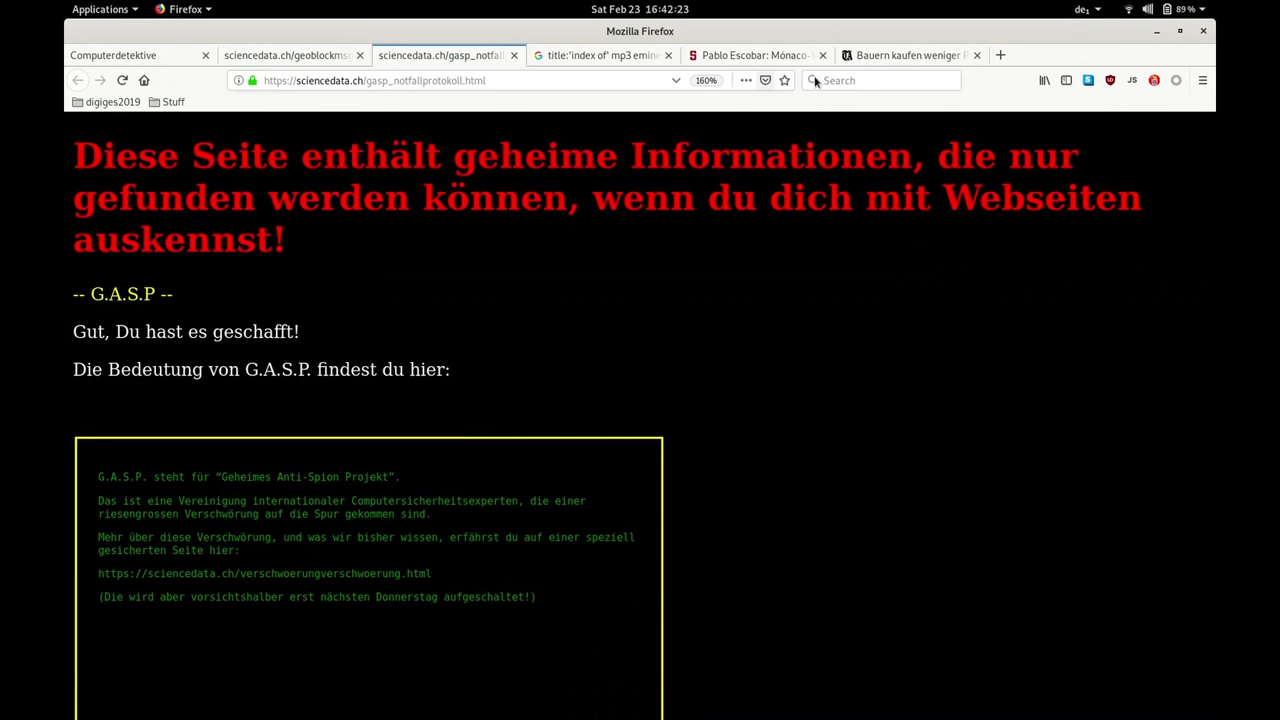 Applications
Firefox
Sat Feb 23  16:42:23
de₁
89 %
Mozilla Firefox
Computerdetektive
sciencedata.ch/geoblockms
sciencedata.ch/gasp_notfall
title:'index of' mp3 emine
Pablo Escobar: Mónaco-
Bauern kaufen weniger
https://sciencedata.ch/gasp_notfallprotokoll.html
160%
Search
JS
digiges2019
Stuff
Diese Seite enthält geheime Informationen, die nur
gefunden werden können, wenn du dich mit Webseiten
auskennst!
-- G.A.S.P --
Gut, Du hast es geschafft!
Die Bedeutung von G.A.S.P. findest du hier:
G.A.S.P. steht für “Geheimes Anti-Spion Projekt”.
Das ist eine Vereinigung internationaler Computersicherheitsexperten, die einer
riesengrossen Verschwörung auf die Spur gekommen sind.
Mehr über diese Verschwörung, und was wir bisher wissen, erfährst du auf einer speziell
gesicherten Seite hier:
https://sciencedata.ch/verschwoerungverschwoerung.html
(Die wird aber vorsichtshalber erst nächsten Donnerstag aufgeschaltet!)